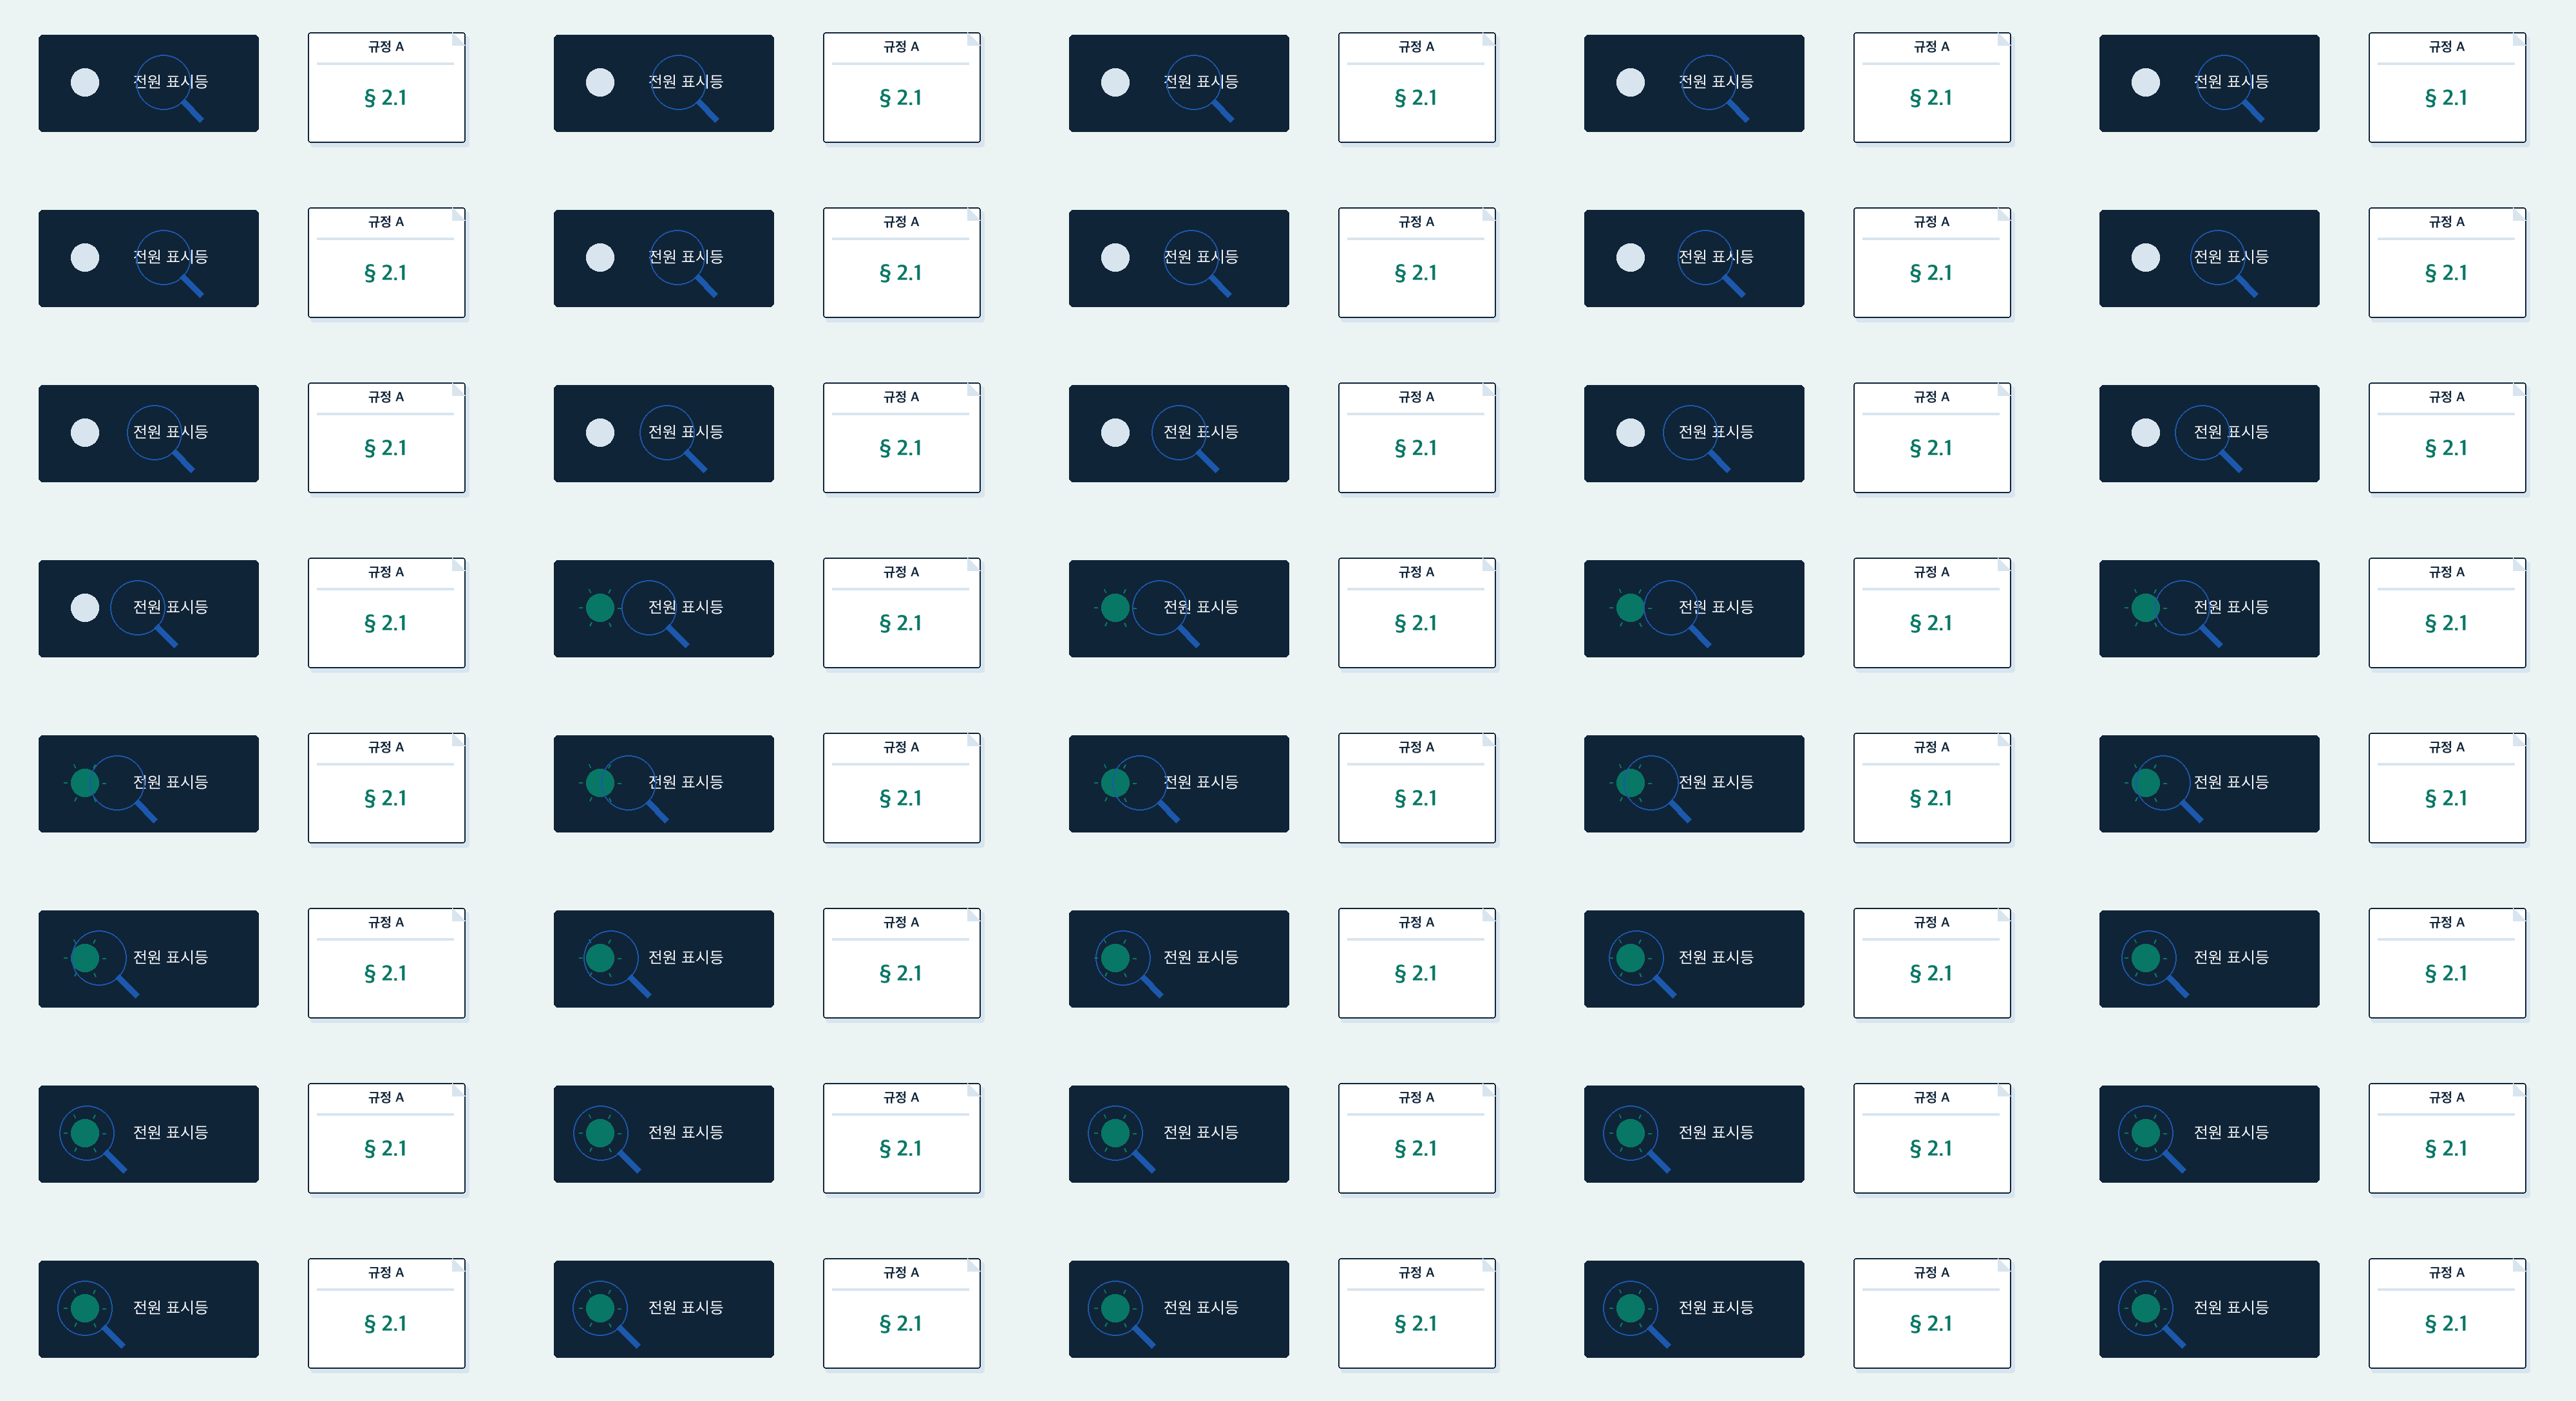 전원 표시등
규정 A
§ 2.1
전원 표시등
규정 A
§ 2.1
전원 표시등
규정 A
§ 2.1
전원 표시등
규정 A
§ 2.1
전원 표시등
규정 A
§ 2.1
전원 표시등
규정 A
§ 2.1
전원 표시등
규정 A
§ 2.1
전원 표시등
규정 A
§ 2.1
전원 표시등
규정 A
§ 2.1
전원 표시등
규정 A
§ 2.1
전원 표시등
규정 A
§ 2.1
전원 표시등
규정 A
§ 2.1
전원 표시등
규정 A
§ 2.1
전원 표시등
규정 A
§ 2.1
전원 표시등
규정 A
§ 2.1
전원 표시등
규정 A
§ 2.1
전원 표시등
규정 A
§ 2.1
전원 표시등
규정 A
§ 2.1
전원 표시등
규정 A
§ 2.1
전원 표시등
규정 A
§ 2.1
전원 표시등
규정 A
§ 2.1
전원 표시등
규정 A
§ 2.1
전원 표시등
규정 A
§ 2.1
전원 표시등
규정 A
§ 2.1
전원 표시등
규정 A
§ 2.1
전원 표시등
규정 A
§ 2.1
전원 표시등
규정 A
§ 2.1
전원 표시등
규정 A
§ 2.1
전원 표시등
규정 A
§ 2.1
전원 표시등
규정 A
§ 2.1
전원 표시등
규정 A
§ 2.1
전원 표시등
규정 A
§ 2.1
전원 표시등
규정 A
§ 2.1
전원 표시등
규정 A
§ 2.1
전원 표시등
규정 A
§ 2.1
전원 표시등
규정 A
§ 2.1
전원 표시등
규정 A
§ 2.1
전원 표시등
규정 A
§ 2.1
전원 표시등
규정 A
§ 2.1
전원 표시등
규정 A
§ 2.1